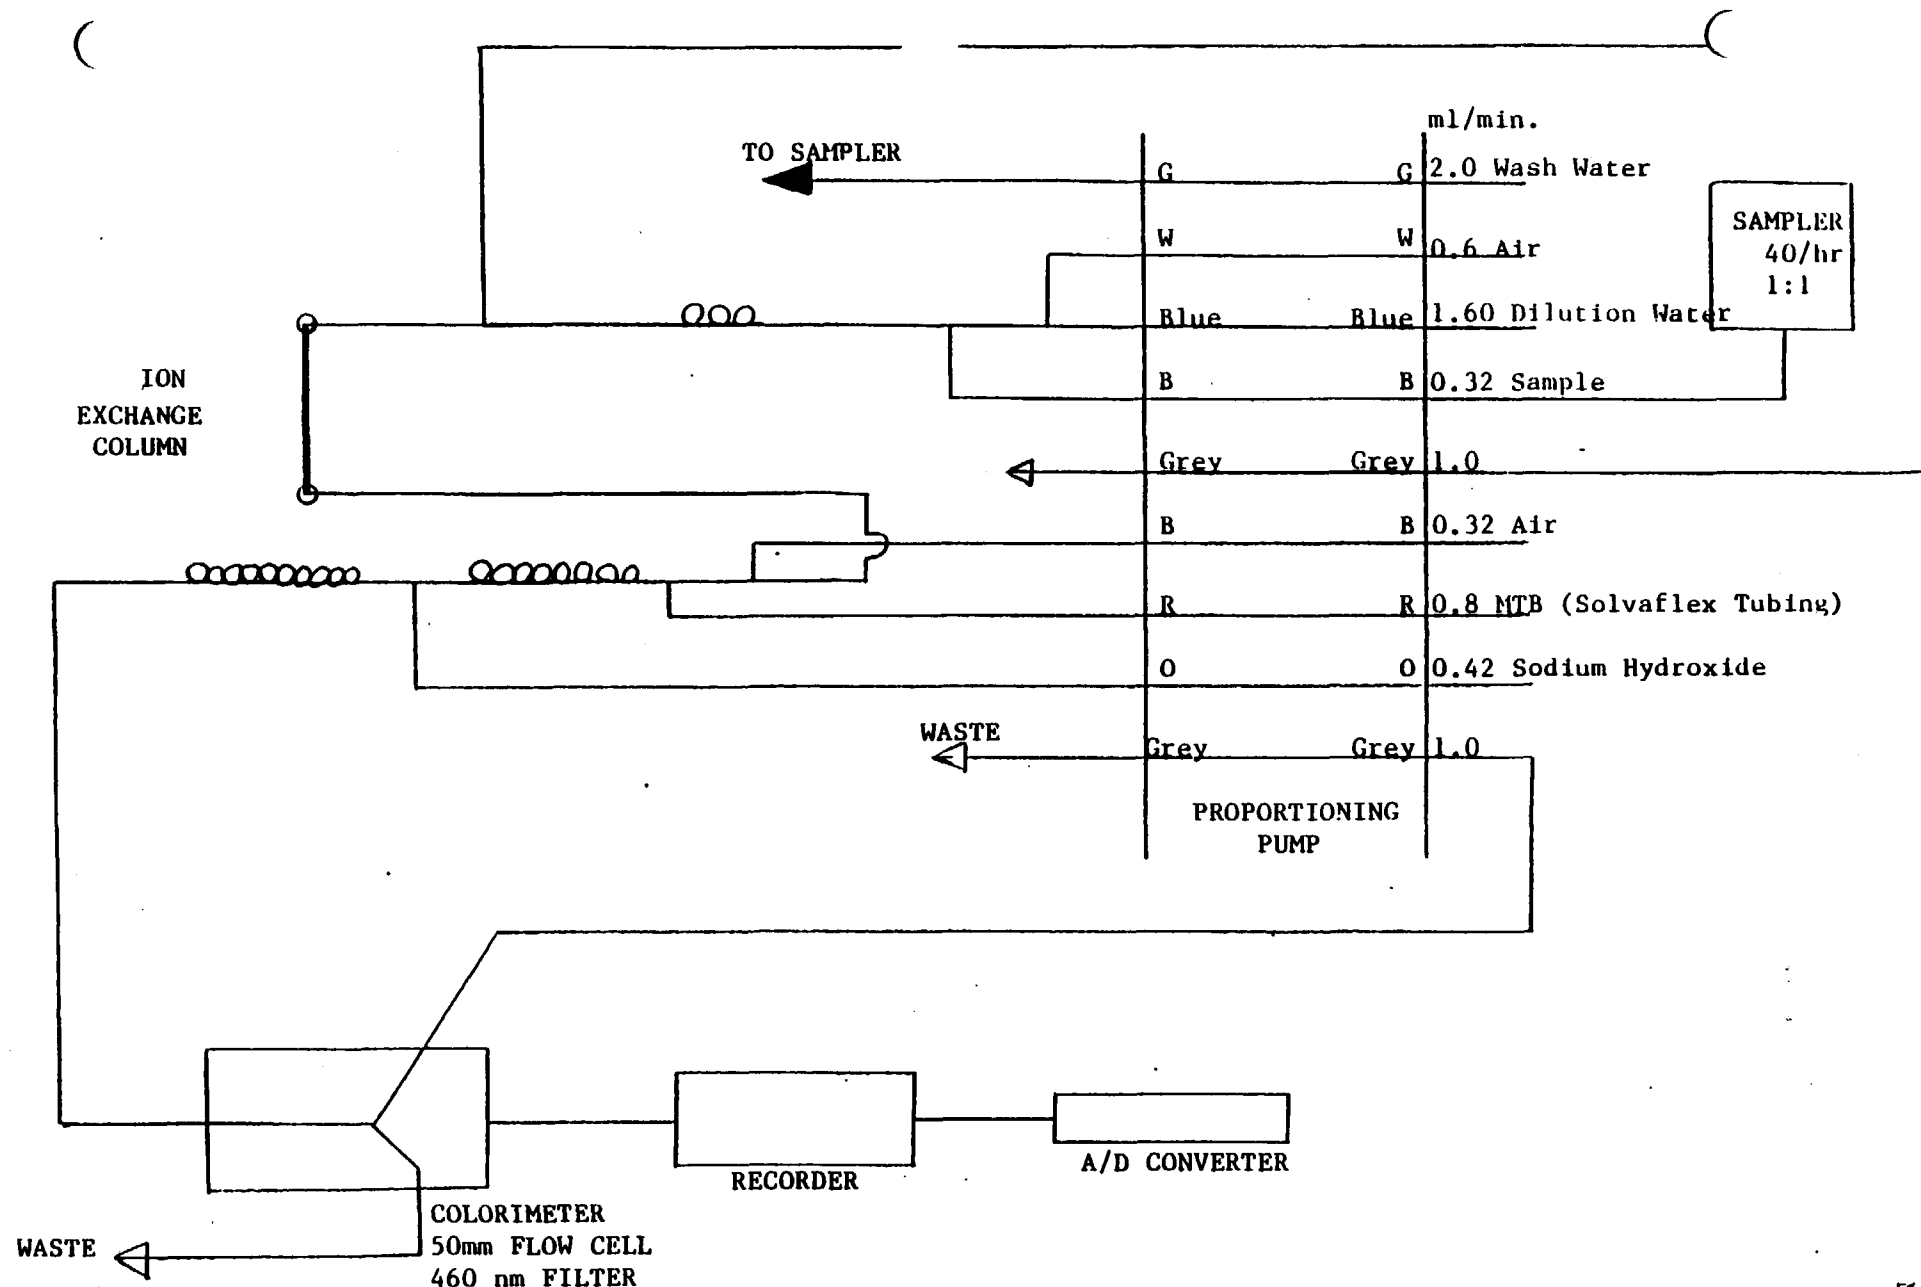 ml/min.
TO SAMPLER
G G 2.0 Wash Water
W W 0.6 Air
SAMPLER
40/hr
1:1
Blue Blue 1.60 Dilution Water
B B 0.32 Sample
ION
EXCHANGE
COLUMN
Grey Grey 1.0
B B 0.32 Air
R R 0.8 MTB (Solvaflex Tubing)
O O 0.42 Sodium Hydroxide
WASTE
Grey Grey 1.0
PROPORTIONING
PUMP
RECORDER
A/D CONVERTER
COLORIMETER
50mm FLOW CELL
460 nm FILTER
WASTE